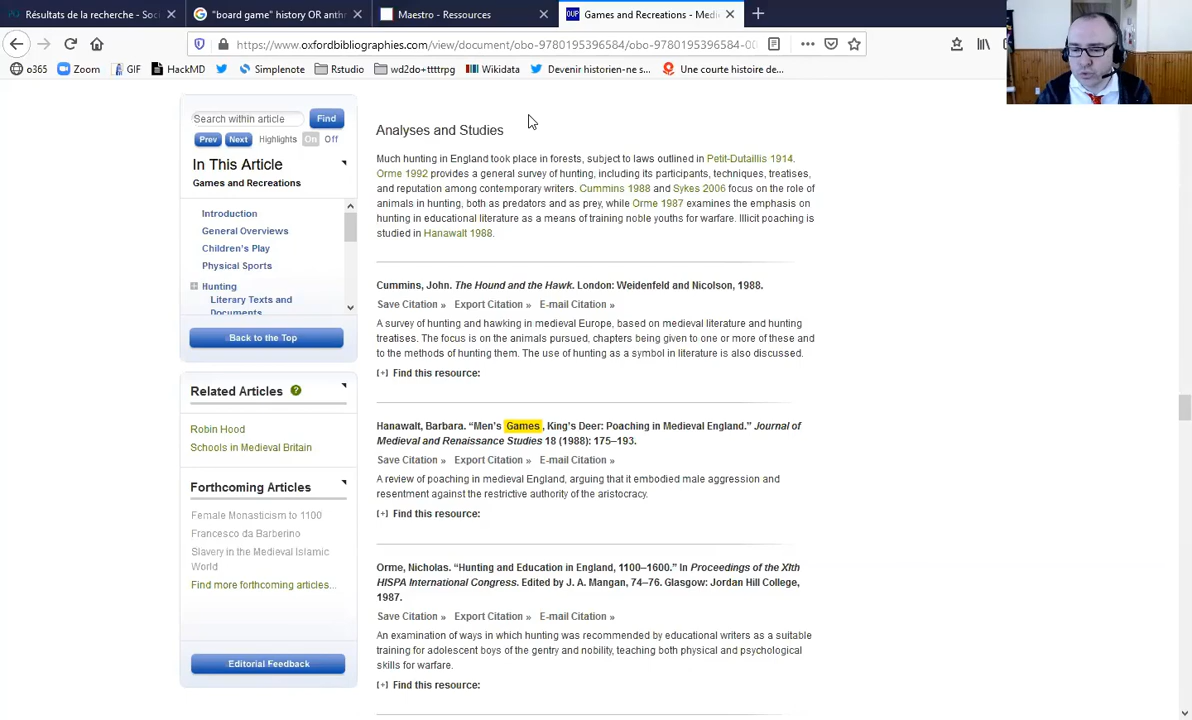 Résultats de la recherche - Soc
"board game" history OR anthr
Maestro - Ressources
OUP Games and Recreations - Medi
https://www.oxfordbibliographies.com/view/document/obo-9780195396584/obo-9780195396584-00
o365 Zoom GIF HackMD Simplenote Rstudio wd2do+ttttrpg Wikidata Devenir historien-ne s... Une courte histoire de...
Search within article Find
Prev Next Highlights On Off
In This Article
Games and Recreations
Introduction
General Overviews
Children's Play
Physical Sports
Hunting
Literary Texts and
Documents
Back to the Top
Related Articles ?
Robin Hood
Schools in Medieval Britain
Forthcoming Articles
Female Monasticism to 1100
Francesco da Barberino
Slavery in the Medieval Islamic
World
Find more forthcoming articles...
Editorial Feedback
Analyses and Studies
Much hunting in England took place in forests, subject to laws outlined in Petit-Dutaillis 1914.
Orme 1992 provides a general survey of hunting, including its participants, techniques, treatises,
and reputation among contemporary writers. Cummins 1988 and Sykes 2006 focus on the role of
animals in hunting, both as predators and as prey, while Orme 1987 examines the emphasis on
hunting in educational literature as a means of training noble youths for warfare. Illicit poaching is
studied in Hanawalt 1988.
Cummins, John. The Hound and the Hawk. London: Weidenfeld and Nicolson, 1988.
Save Citation » Export Citation » E-mail Citation »
A survey of hunting and hawking in medieval Europe, based on medieval literature and hunting
treatises. The focus is on the animals pursued, chapters being given to one or more of these and
to the methods of hunting them. The use of hunting as a symbol in literature is also discussed.
[+] Find this resource:
Hanawalt, Barbara. “Men's Games, King's Deer: Poaching in Medieval England.” Journal of
Medieval and Renaissance Studies 18 (1988): 175–193.
Save Citation » Export Citation » E-mail Citation »
A review of poaching in medieval England, arguing that it embodied male aggression and
resentment against the restrictive authority of the aristocracy.
[+] Find this resource:
Orme, Nicholas. “Hunting and Education in England, 1100–1600.” In Proceedings of the XIth
HISPA International Congress. Edited by J. A. Mangan, 74–76. Glasgow: Jordan Hill College,
1987.
Save Citation » Export Citation » E-mail Citation »
An examination of ways in which hunting was recommended by educational writers as a suitable
training for adolescent boys of the gentry and nobility, teaching both physical and psychological
skills for warfare.
[+] Find this resource: